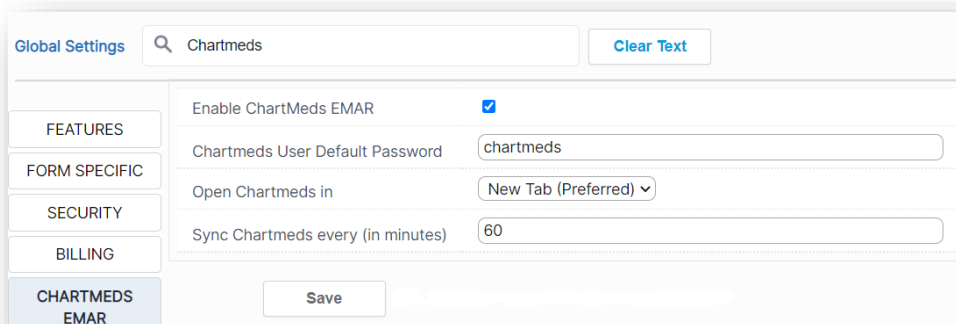 Global Settings
Chartmeds
Clear Text
FEATURES
FORM SPECIFIC
SECURITY
BILLING
CHARTMEDS
EMAR
Enable ChartMeds EMAR
Chartmeds User Default Password
chartmeds
Open Chartmeds in
New Tab (Preferred)
Sync Chartmeds every (in minutes)
60
Save